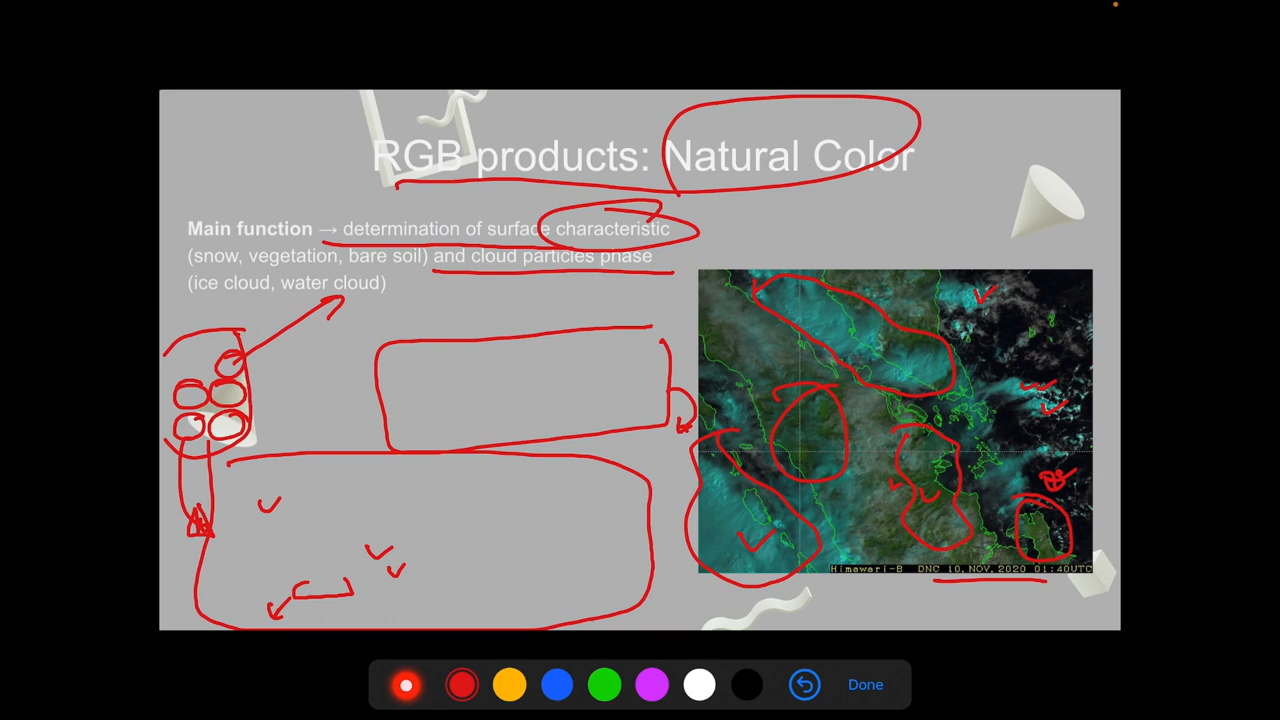 RGB products: Natural Color
Main function → determination of surface characteristic
(snow, vegetation, bare soil) and cloud particles phase
(ice cloud, water cloud)
Himawari-8 DNC 10,NOV,2020 01:40UTC
Done